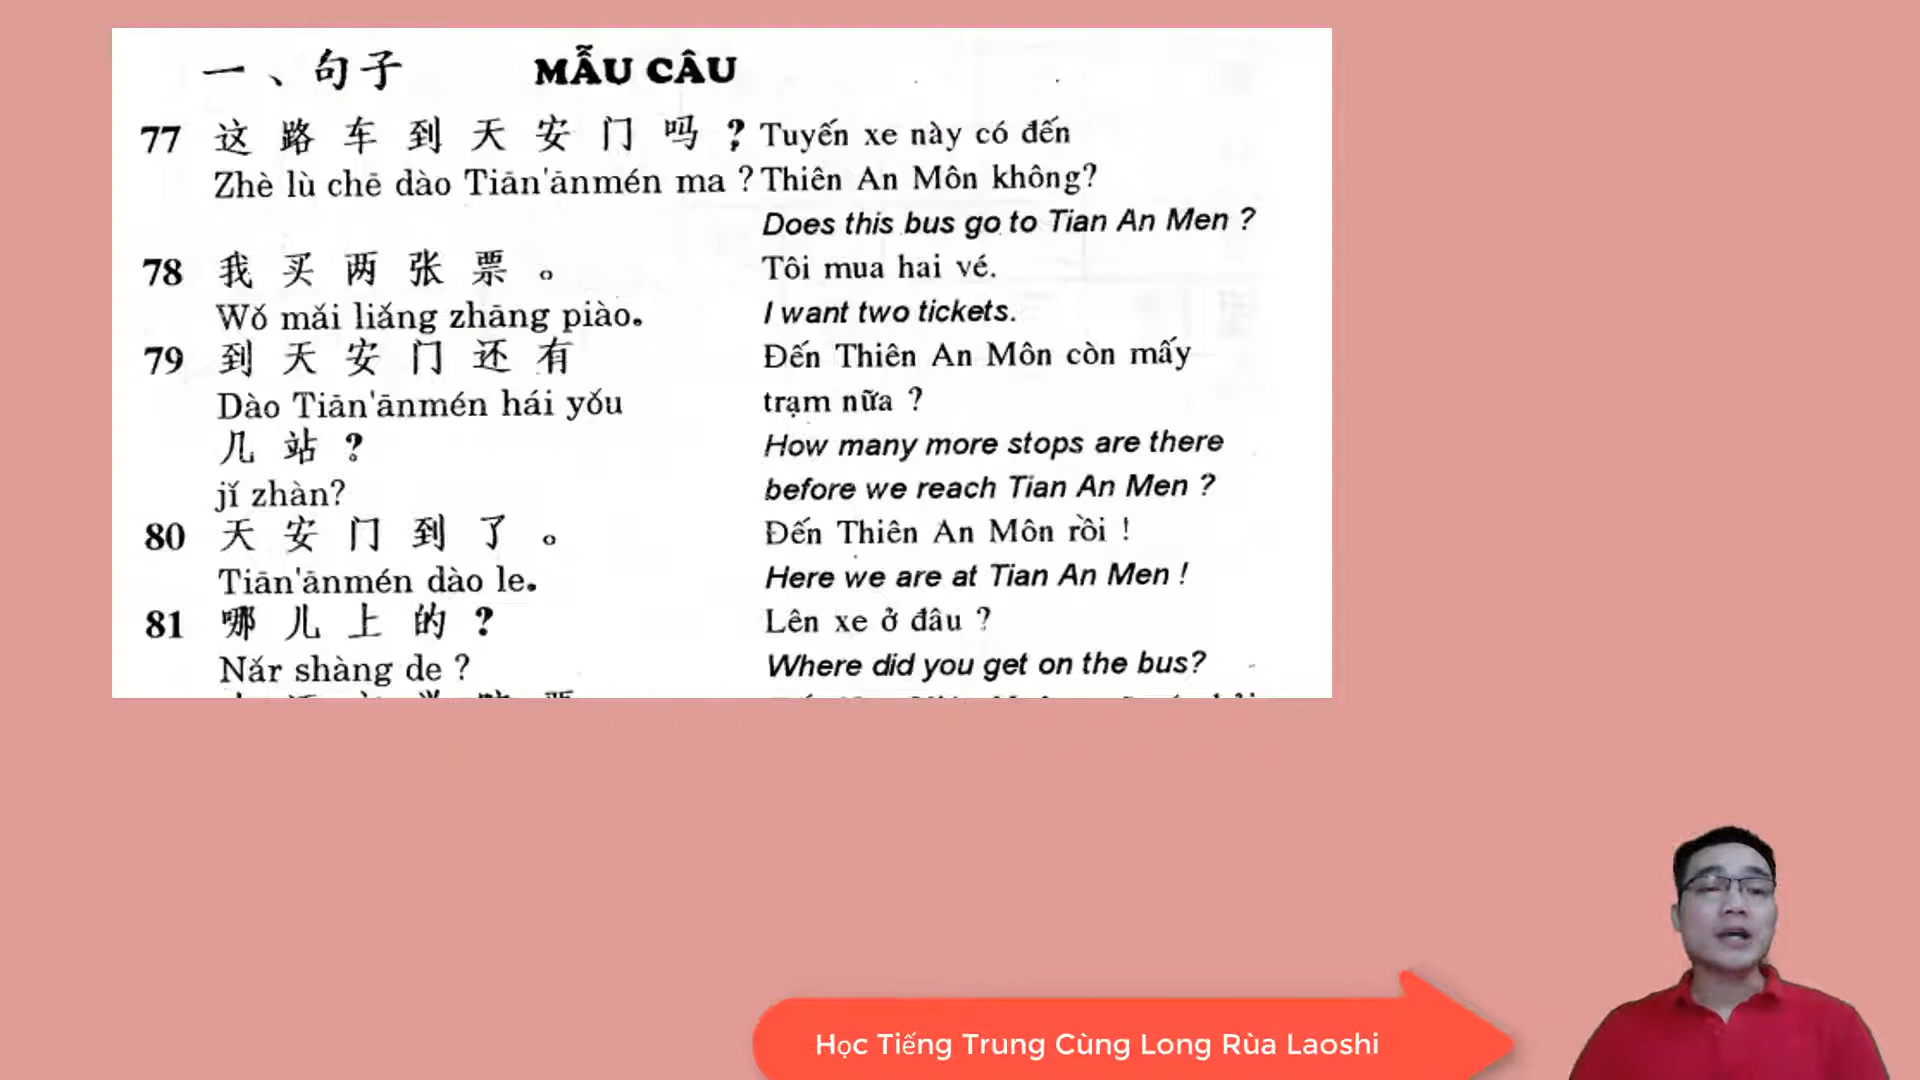 一、句子 MẪU CÂU
77 这路车到天安门吗? Tuyến xe này có đến
Zhè lù chē dào Tiān'ānmén ma? Thiên An Môn không?
Does this bus go to Tian An Men ?
78 我买两张票。 Tôi mua hai vé.
Wǒ mǎi liǎng zhāng piào. I want two tickets.
79 到天安门还有 Đến Thiên An Môn còn mấy
Dào Tiān'ānmén hái yǒu trạm nữa ?
几站? How many more stops are there
jǐ zhàn? before we reach Tian An Men ?
80 天安门到了。 Đến Thiên An Môn rồi !
Tiān'ānmén dào le. Here we are at Tian An Men !
81 哪儿上的? Lên xe ở đâu ?
Nǎr shàng de ? Where did you get on the bus?
Học Tiếng Trung Cùng Long Rùa Laoshi